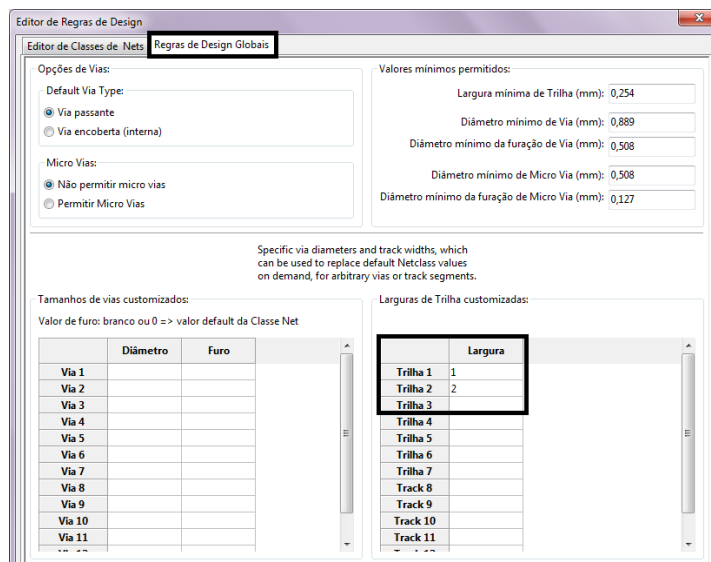 Editor de Regras de Design
Editor de Classes de Nets
Regras de Design Globais
Opções de Vias:
Default Via Type:
Via passante
Via encoberta (interna)
Micro Vias:
Não permitir micro vias
Permitir Micro Vias
Valores mínimos permitidos:
Largura mínima de Trilha (mm): 0,254
Diâmetro mínimo de Via (mm): 0,889
Diâmetro mínimo da furação de Via (mm): 0,508
Diâmetro mínimo de Micro Via (mm): 0,508
Diâmetro mínimo da furação de Micro Via (mm): 0,127
Specific via diameters and track widths, which
can be used to replace default Netclass values
on demand, for arbitrary vias or track segments.
Tamanhos de vias customizados:
Valor de furo: branco ou 0 => valor default da Classe Net
Diâmetro Furo
Via 1
Via 2
Via 3
Via 4
Via 5
Via 6
Via 7
Via 8
Via 9
Via 10
Via 11
Larguras de Trilha customizadas:
Largura
Trilha 1 1
Trilha 2 2
Trilha 3
Trilha 4
Trilha 5
Trilha 6
Trilha 7
Track 8
Track 9
Track 10
Track 11